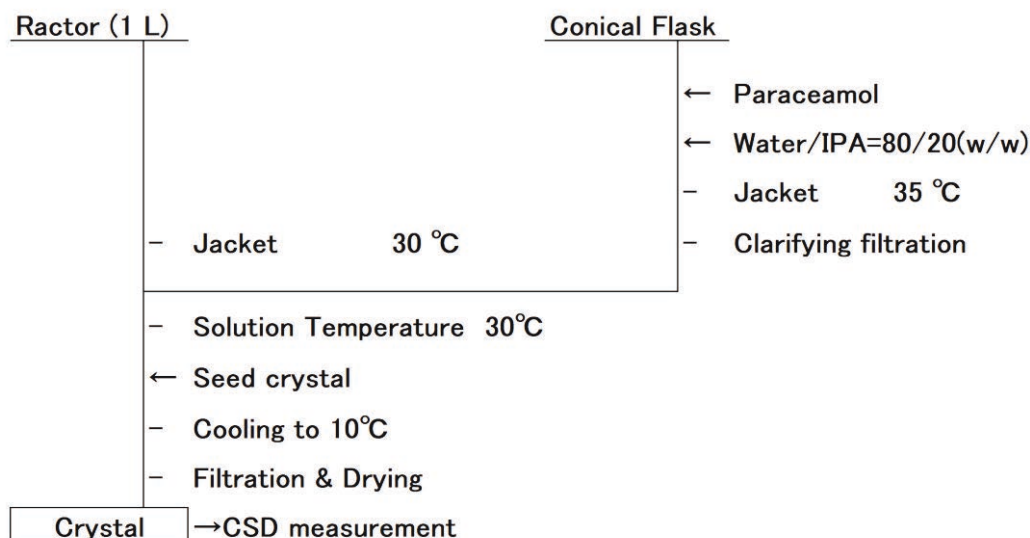 Ractor (1 L)
Conical Flask
← Paraceamol
← Water/IPA=80/20(w/w)
− Jacket 35 ℃
− Jacket 30 ℃
− Clarifying filtration
− Solution Temperature 30℃
← Seed crystal
− Cooling to 10℃
− Filtration & Drying
Crystal →CSD measurement